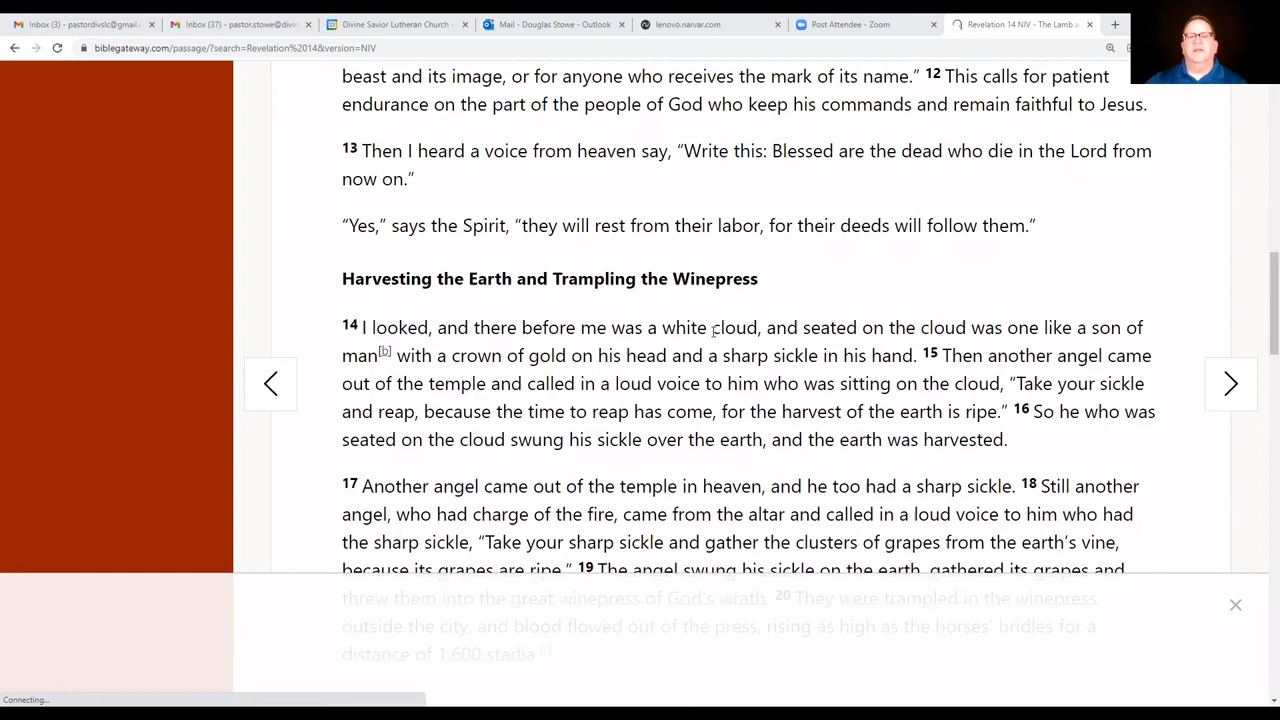 Inbox (3) - pastordivslc@gmail.
Inbox (37) - pastor.stowe@divin
Divine Savior Lutheran Church -
Mail - Douglas Stowe - Outlook
lenovo.narvar.com
Post Attendee - Zoom
Revelation 14 NIV - The Lamb a
biblegateway.com/passage/?search=Revelation%2014&version=NIV
beast and its image, or for anyone who receives the mark of its name.” 12 This calls for patient
endurance on the part of the people of God who keep his commands and remain faithful to Jesus.
13 Then I heard a voice from heaven say, “Write this: Blessed are the dead who die in the Lord from
now on.”
“Yes,” says the Spirit, “they will rest from their labor, for their deeds will follow them.”
Harvesting the Earth and Trampling the Winepress
14 I looked, and there before me was a white cloud, and seated on the cloud was one like a son of
man[b] with a crown of gold on his head and a sharp sickle in his hand. 15 Then another angel came
out of the temple and called in a loud voice to him who was sitting on the cloud, “Take your sickle
and reap, because the time to reap has come, for the harvest of the earth is ripe.” 16 So he who was
seated on the cloud swung his sickle over the earth, and the earth was harvested.
17 Another angel came out of the temple in heaven, and he too had a sharp sickle. 18 Still another
angel, who had charge of the fire, came from the altar and called in a loud voice to him who had
the sharp sickle, “Take your sharp sickle and gather the clusters of grapes from the earth’s vine,
because its grapes are ripe.” 19 The angel swung his sickle on the earth, gathered its grapes and
threw them into the great winepress of God’s wrath. 20 They were trampled in the winepress
outside the city, and blood flowed out of the press, rising as high as the horses’ bridles for a
distance of 1,600 stadia.[c]
Connecting...